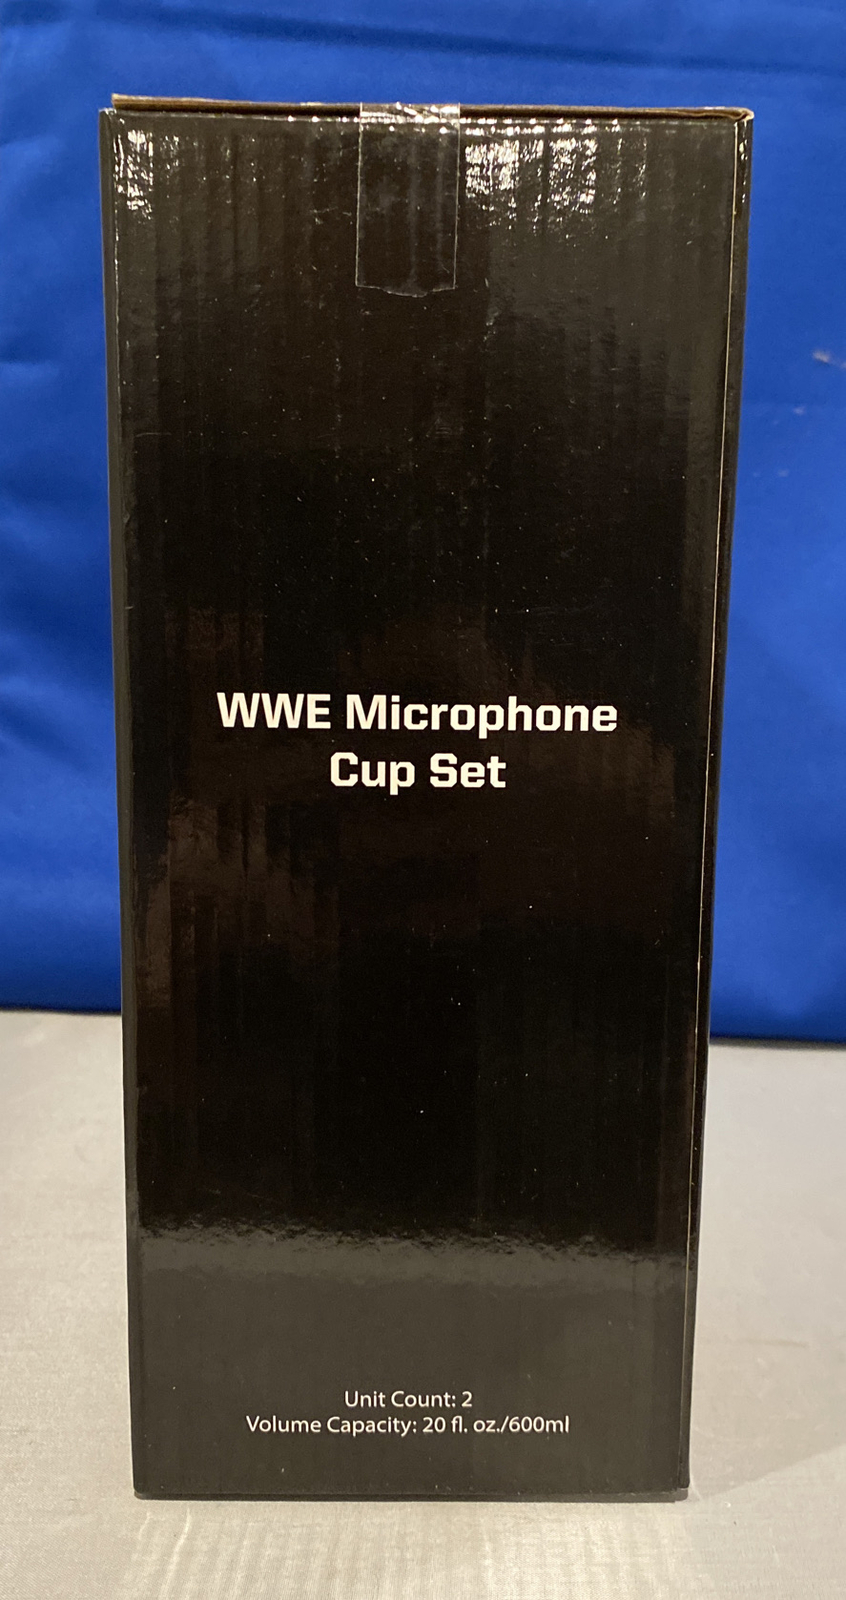 WWE Microphone
Cup Set
Unit Count: 2
Volume Capacity: 20 fl. oz./600ml